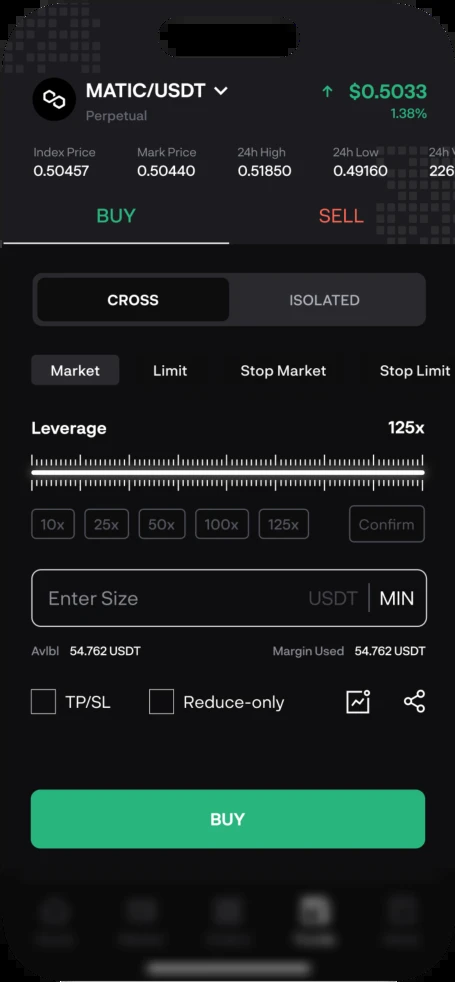 MATIC/USDT ↑ $0.5033
Perpetual 1.38%
Index Price Mark Price 24h High 24h Low 24h
0.50457 0.50440 0.51850 0.49160 226
BUY SELL
CROSS ISOLATED
Market Limit Stop Market Stop Limit
Leverage 125x
10x 25x 50x 100x 125x Confirm
Enter Size USDT MIN
Avlbl 54.762 USDT Margin Used 54.762 USDT
TP/SL Reduce-only
BUY